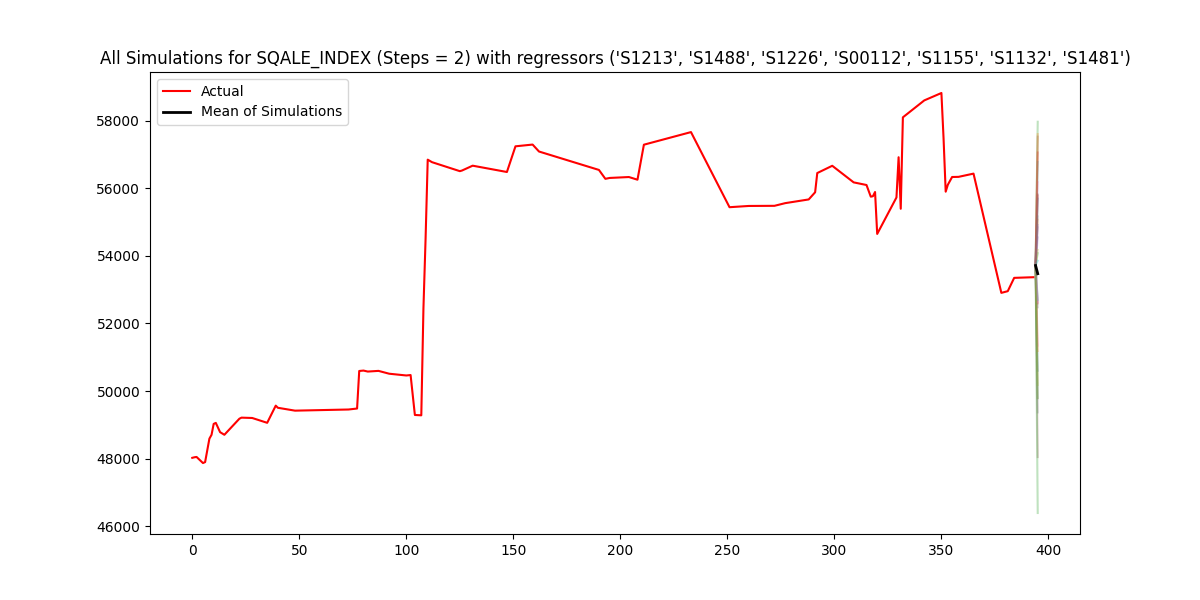 All Simulations for SQALE_INDEX (Steps = 2) with regressors ('S1213', 'S1488', 'S1226', 'S00112', 'S1155', 'S1132', 'S1481')
Actual
Mean of Simulations
58000
56000
54000
52000
50000
48000
46000
0 50 100 150 200 250 300 350 400